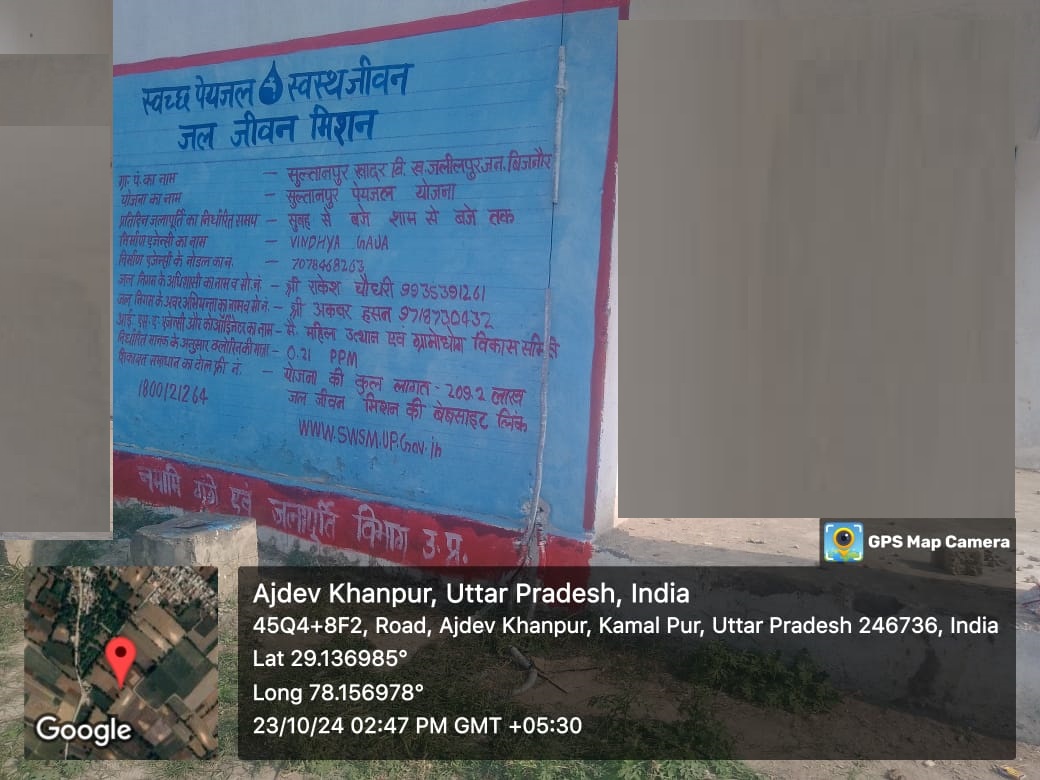 स्वच्छ पेयजल स्वस्थ जीवन
जल जीवन मिशन
ग्रा. पं. का नाम – सुल्तानपुर खादर वि. ख. जलीलपुर जन. बिजनौर
योजना का नाम – सुल्तानपुर पेयजल योजना
प्रतिदिन जलापूर्ति का निर्धारित समय – सुबह से बजे शाम से बजे तक
निर्माण एजेन्सी का नाम – VINDHYA GAJA
निर्माण एजेन्सी के नोडल का न. – 7078468263
जल निगम के अधिशासी का नाम व मो. नं. – श्री राकेश चौधरी 9935391261
जल निगम के अवर अभियन्ता का नाम व मो. नं. – श्री अकबर हसन 9718730432
आई. एस. ए. एजेन्सी और कोऑर्डिनेटर का नाम – मै. महिला उत्थान एवं ग्रामोद्योग विकास समिति
निर्धारित मानक के अनुसार क्लोरिन की मात्रा – 0.21 PPM
शिकायत समाधान का टोल फ्री नं. – योजना की कुल लागत - 209.2 लाख
1800121264 जल जीवन मिशन की बेबसाइट लिंक
WWW.SWSM.UP.Gov.in
नमामि गंगे एवं जलापूर्ति विभाग उ. प्र.
GPS Map Camera
Ajdev Khanpur, Uttar Pradesh, India
45Q4+8F2, Road, Ajdev Khanpur, Kamal Pur, Uttar Pradesh 246736, India
Lat 29.136985°
Long 78.156978°
23/10/24 02:47 PM GMT +05:30
Google